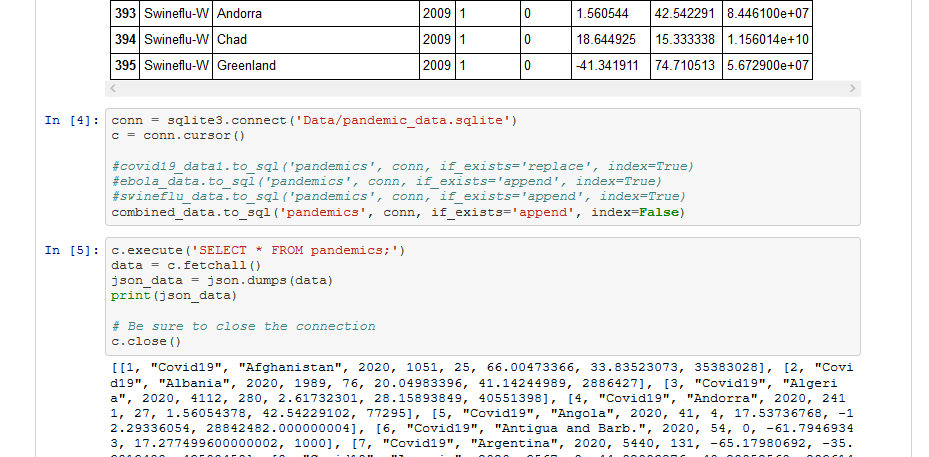 393 Swineflu-W Andorra 2009 1 0 1.560544 42.542291 8.446100e+07
394 Swineflu-W Chad 2009 1 0 18.644925 15.333338 1.156014e+10
395 Swineflu-W Greenland 2009 1 0 -41.341911 74.710513 5.672900e+07
In [4]: conn = sqlite3.connect('Data/pandemic_data.sqlite')
c = conn.cursor()
#covid19_data1.to_sql('pandemics', conn, if_exists='replace', index=True)
#ebola_data.to_sql('pandemics', conn, if_exists='append', index=True)
#swineflu_data.to_sql('pandemics', conn, if_exists='append', index=True)
combined_data.to_sql('pandemics', conn, if_exists='append', index=False)
In [5]: c.execute('SELECT * FROM pandemics;')
data = c.fetchall()
json_data = json.dumps(data)
print(json_data)
# Be sure to close the connection
c.close()
[[1, "Covid19", "Afghanistan", 2020, 1051, 25, 66.00473366, 33.83523073, 35383028], [2, "Covi
d19", "Albania", 2020, 1989, 76, 20.04983396, 41.14244989, 2886427], [3, "Covid19", "Algeri
a", 2020, 4112, 280, 2.61732301, 28.15893849, 40551398], [4, "Covid19", "Andorra", 2020, 241
1, 27, 1.56054378, 42.54229102, 77295], [5, "Covid19", "Angola", 2020, 41, 4, 17.53736768, -1
2.29336054, 28842482.000000004], [6, "Covid19", "Antigua and Barb.", 2020, 54, 0, -61.7946934
3, 17.277499600000002, 1000], [7, "Covid19", "Argentina", 2020, 5440, 131, -65.17980692, -35.